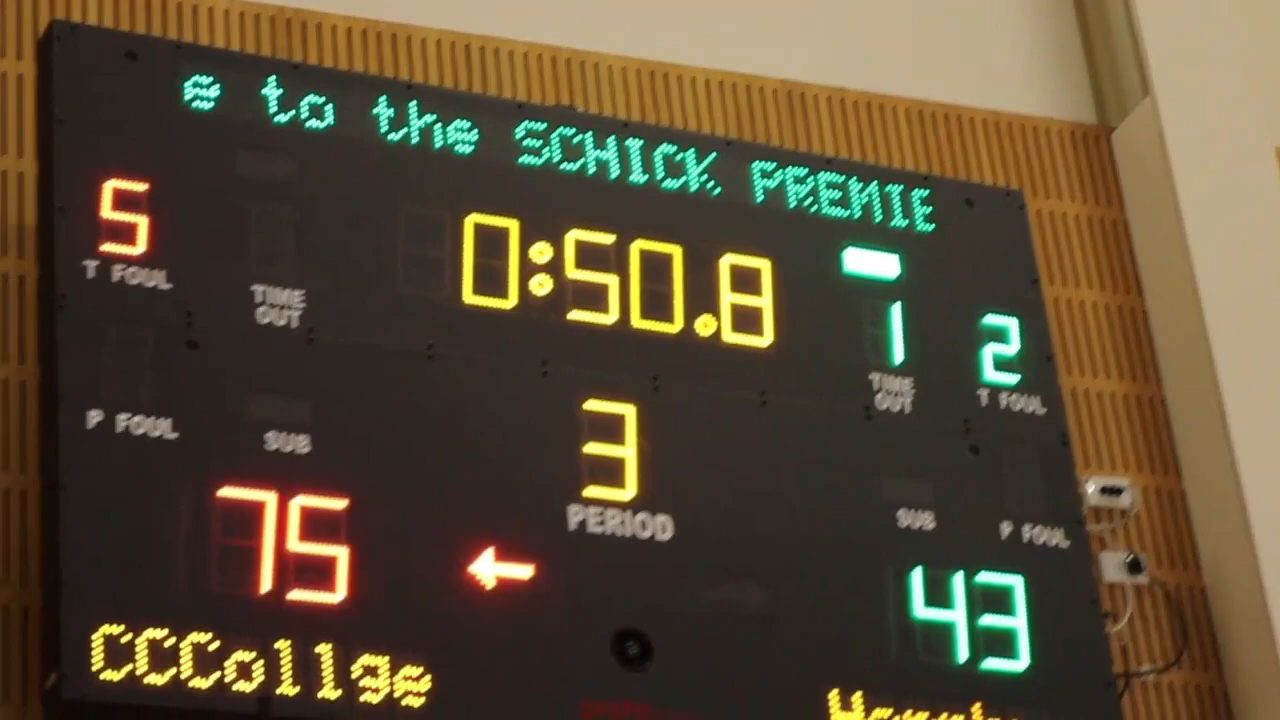 e to the SCHICK PREMIE
5
T FOUL
TIME OUT
0:50.8
1
TIME OUT
2
T FOUL
P FOUL
SUB
3
PERIOD
SUB
P FOUL
75
43
CCCollge